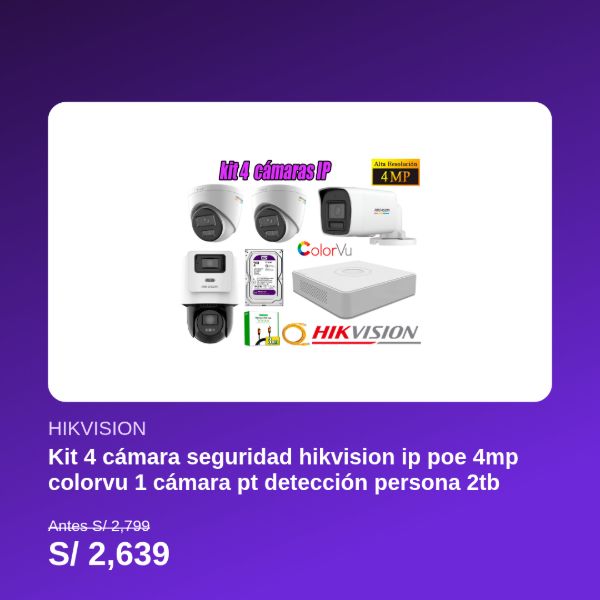 kit 4 cámaras IP
Alta Resolución
4MP
ColorVu
HIKVISION
HIKVISION
Kit 4 cámara seguridad hikvision ip poe 4mp
colorvu 1 cámara pt detección persona 2tb
Antes S/ 2,799
S/ 2,639